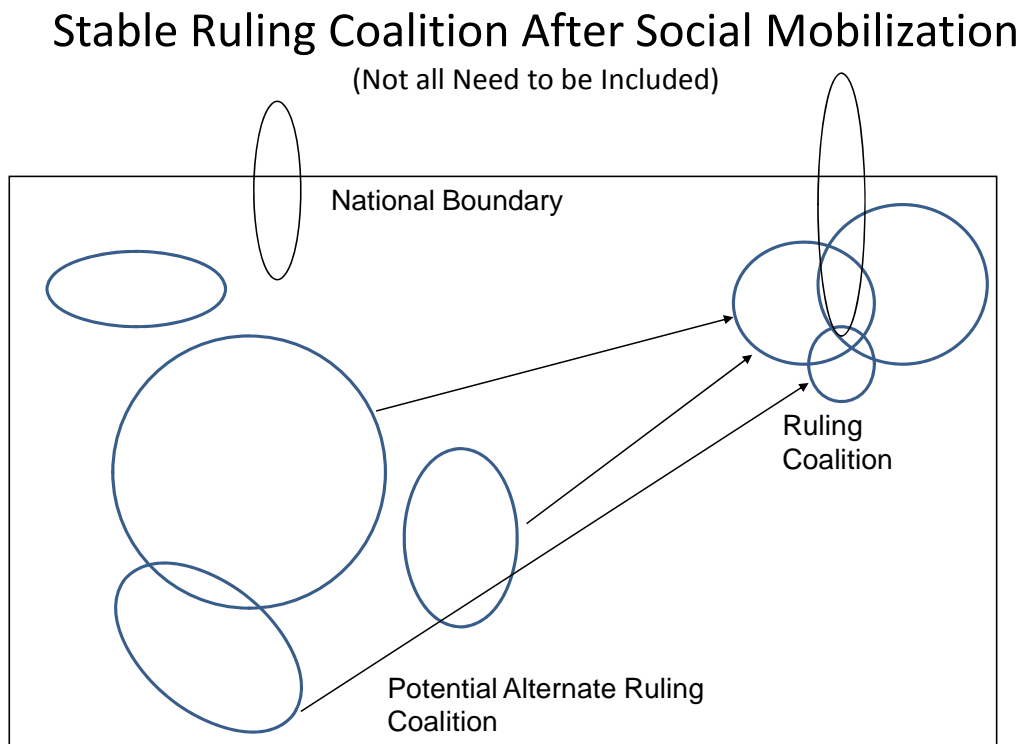 Stable Ruling Coalition After Social Mobilization
(Not all Need to be Included)
National Boundary
Ruling
Coalition
Potential Alternate Ruling
Coalition